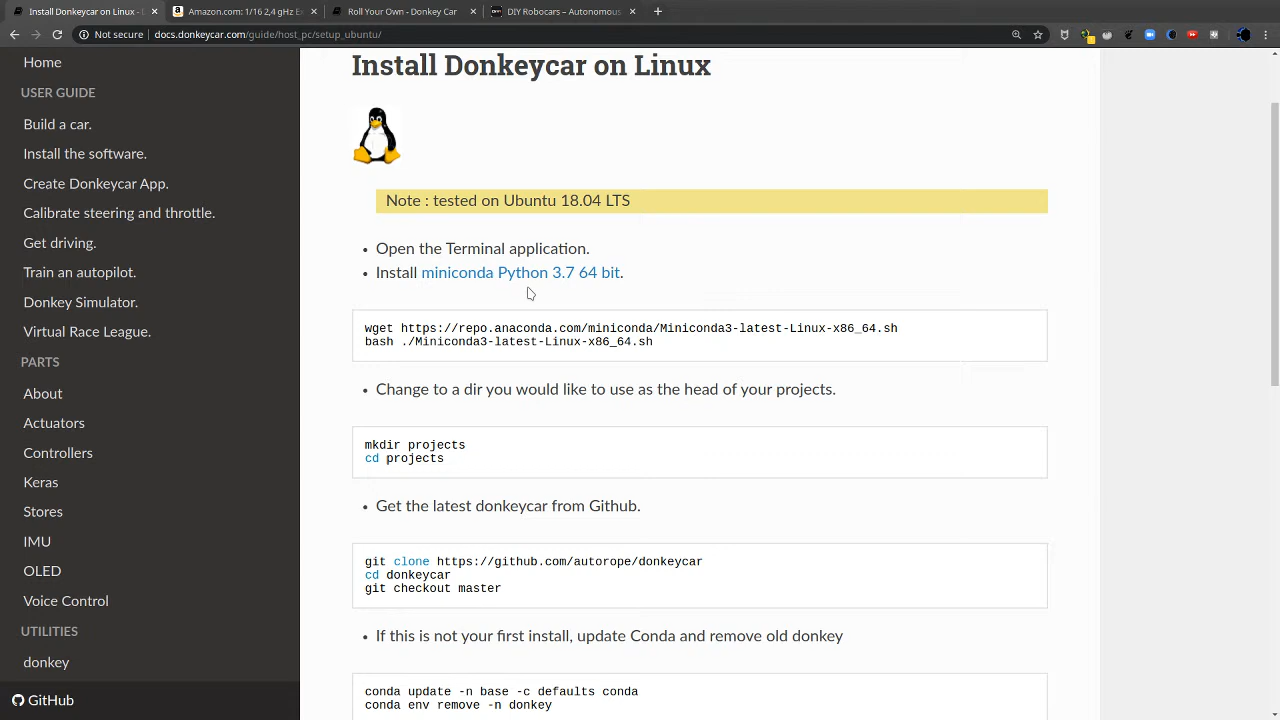 Install Donkeycar on Linux -
Amazon.com: 1/16 2,4 gHz Ex
Roll Your Own - Donkey Car
DIY Robocars – Autonomous
Not secure | docs.donkeycar.com/guide/host_pc/setup_ubuntu/
Home
USER GUIDE
Build a car.
Install the software.
Create Donkeycar App.
Calibrate steering and throttle.
Get driving.
Train an autopilot.
Donkey Simulator.
Virtual Race League.
PARTS
About
Actuators
Controllers
Keras
Stores
IMU
OLED
Voice Control
UTILITIES
donkey
GitHub
Install Donkeycar on Linux
Note : tested on Ubuntu 18.04 LTS
• Open the Terminal application.
• Install miniconda Python 3.7 64 bit.
wget https://repo.anaconda.com/miniconda/Miniconda3-latest-Linux-x86_64.sh
bash ./Miniconda3-latest-Linux-x86_64.sh
• Change to a dir you would like to use as the head of your projects.
mkdir projects
cd projects
• Get the latest donkeycar from Github.
git clone https://github.com/autorope/donkeycar
cd donkeycar
git checkout master
• If this is not your first install, update Conda and remove old donkey
conda update -n base -c defaults conda
conda env remove -n donkey